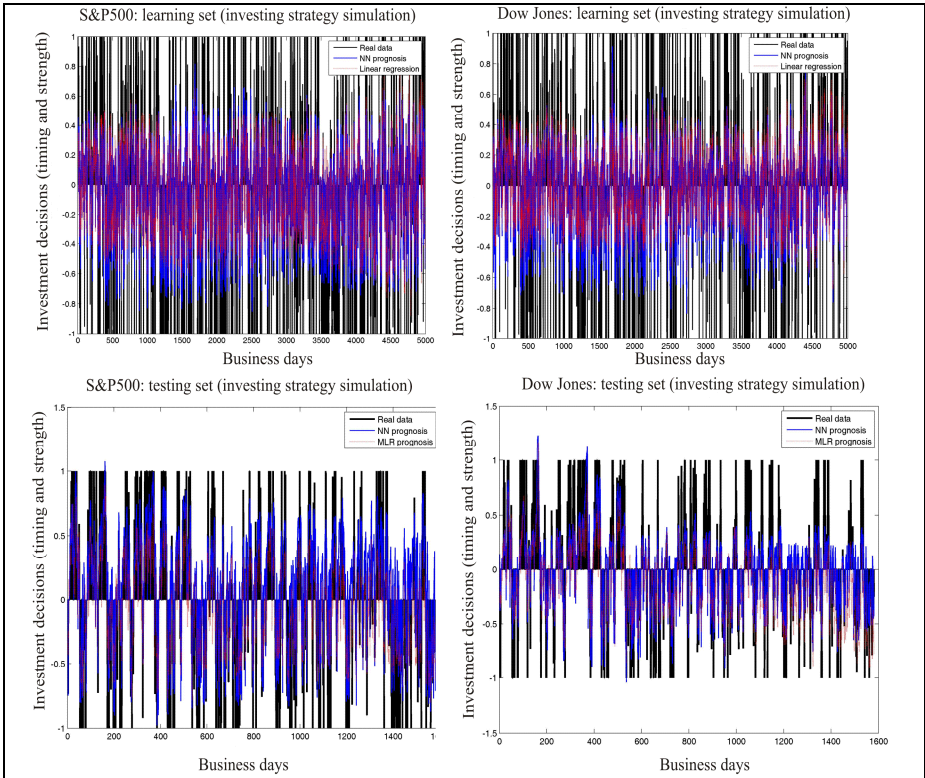 S&P500: learning set (investing strategy simulation)
Investment decisions (timing and strength)
1
0.8
0.6
0.4
0.2
0
-0.2
-0.4
-0.6
-0.8
-1
Real data
NN prognosis
Linear regression
0 500 1000 1500 2000 2500 3000 3500 4000 4500 5000
Business days
Dow Jones: learning set (investing strategy simulation)
Investment decisions (timing and strength)
1
0.8
0.6
0.4
0.2
0
-0.2
-0.4
-0.6
-0.8
-1
Real data
NN prognosis
Linear regression
0 500 1000 1500 2000 2500 3000 3500 4000 4500 5000
Business days
S&P500: testing set (investing strategy simulation)
Investment decisions (timing and strength)
1.5
1
0.5
0
-0.5
-1
Real data
NN prognosis
MLR prognosis
0 200 400 600 800 1000 1200 1400
Business days
Dow Jones: testing set (investing strategy simulation)
Investment decisions (timing and strength)
1.5
1
0.5
0
-0.5
-1
-1.5
Real data
NN prognosis
MLR prognosis
0 200 400 600 800 1000 1200 1400 1600
Business days